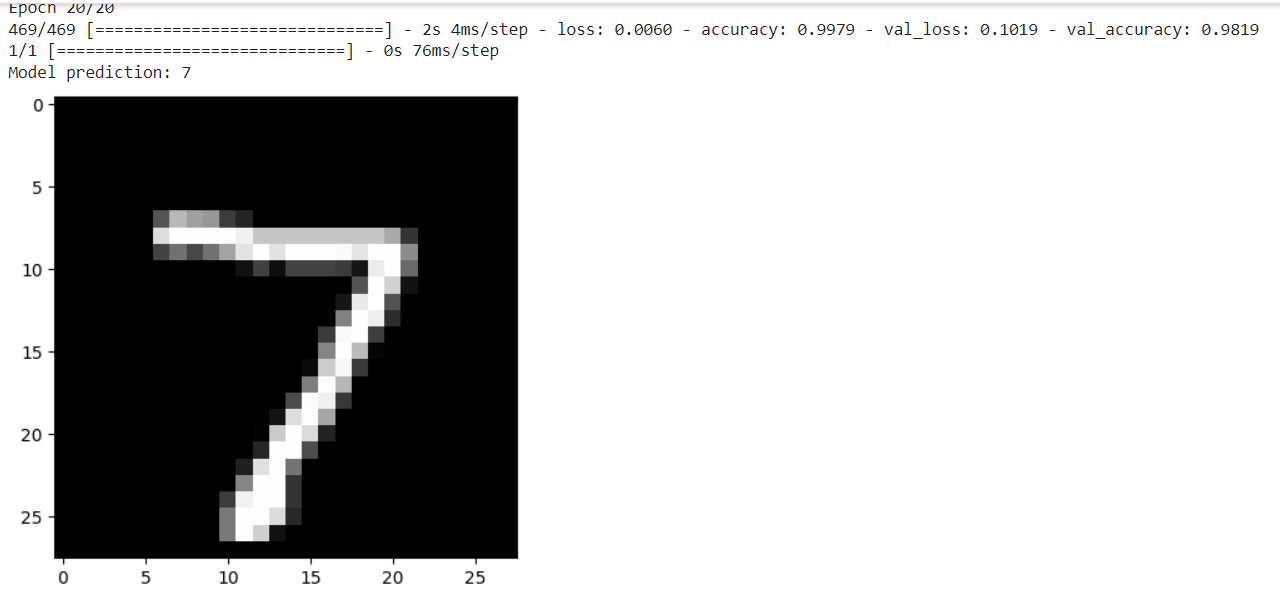 Epoch 20/20
469/469 [==============================] - 2s 4ms/step - loss: 0.0060 - accuracy: 0.9979 - val_loss: 0.1019 - val_accuracy: 0.9819
1/1 [==============================] - 0s 76ms/step
Model prediction: 7
0
5
10
15
20
25
7
0 5 10 15 20 25